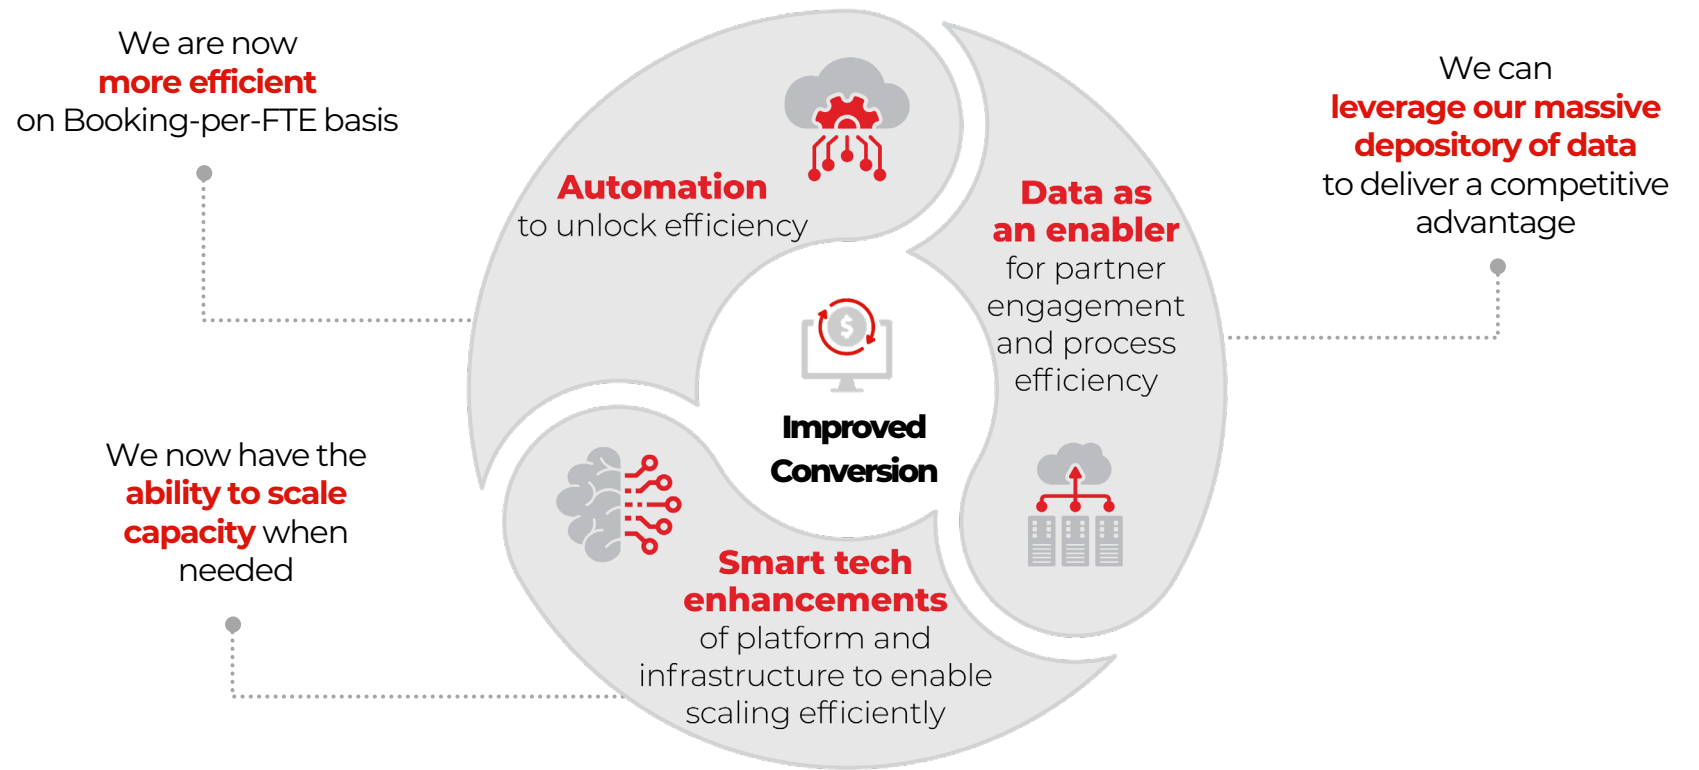 We are now
more efficient
on Booking-per-FTE basis
Automation
to unlock efficiency
Data as
an enabler
for partner
engagement
and process
efficiency
We can
leverage our massive
depository of data
to deliver a competitive
advantage
$
Improved
Conversion
We now have the
ability to scale
capacity when
needed
Smart tech
enhancements
of platform and
infrastructure to enable
scaling efficiently